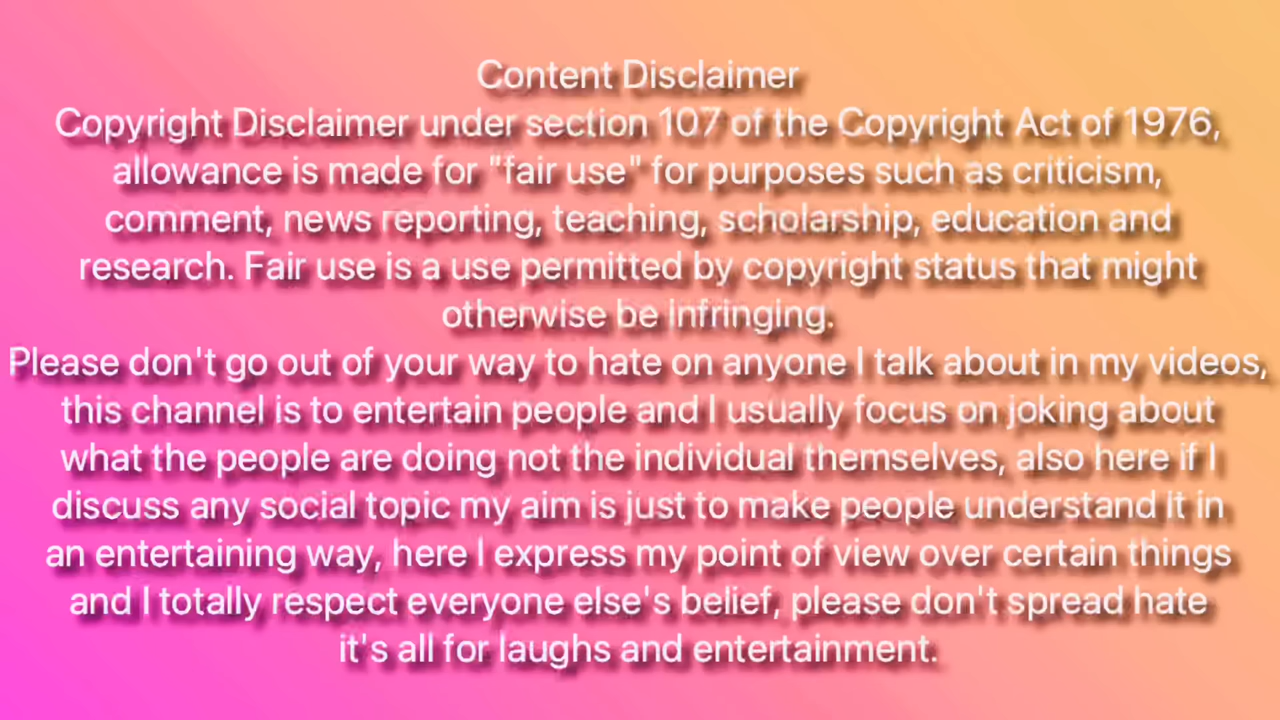 Content Disclaimer
Copyright Disclaimer under section 107 of the Copyright Act of 1976,
allowance is made for "fair use" for purposes such as criticism,
comment, news reporting, teaching, scholarship, education and
research. Fair use is a use permitted by copyright status that might
otherwise be infringing.
Please don't go out of your way to hate on anyone I talk about in my videos,
this channel is to entertain people and I usually focus on joking about
what the people are doing not the individual themselves, also here if I
discuss any social topic my aim is just to make people understand it in
an entertaining way, here I express my point of view over certain things
and I totally respect everyone else's belief, please don't spread hate
it's all for laughs and entertainment.